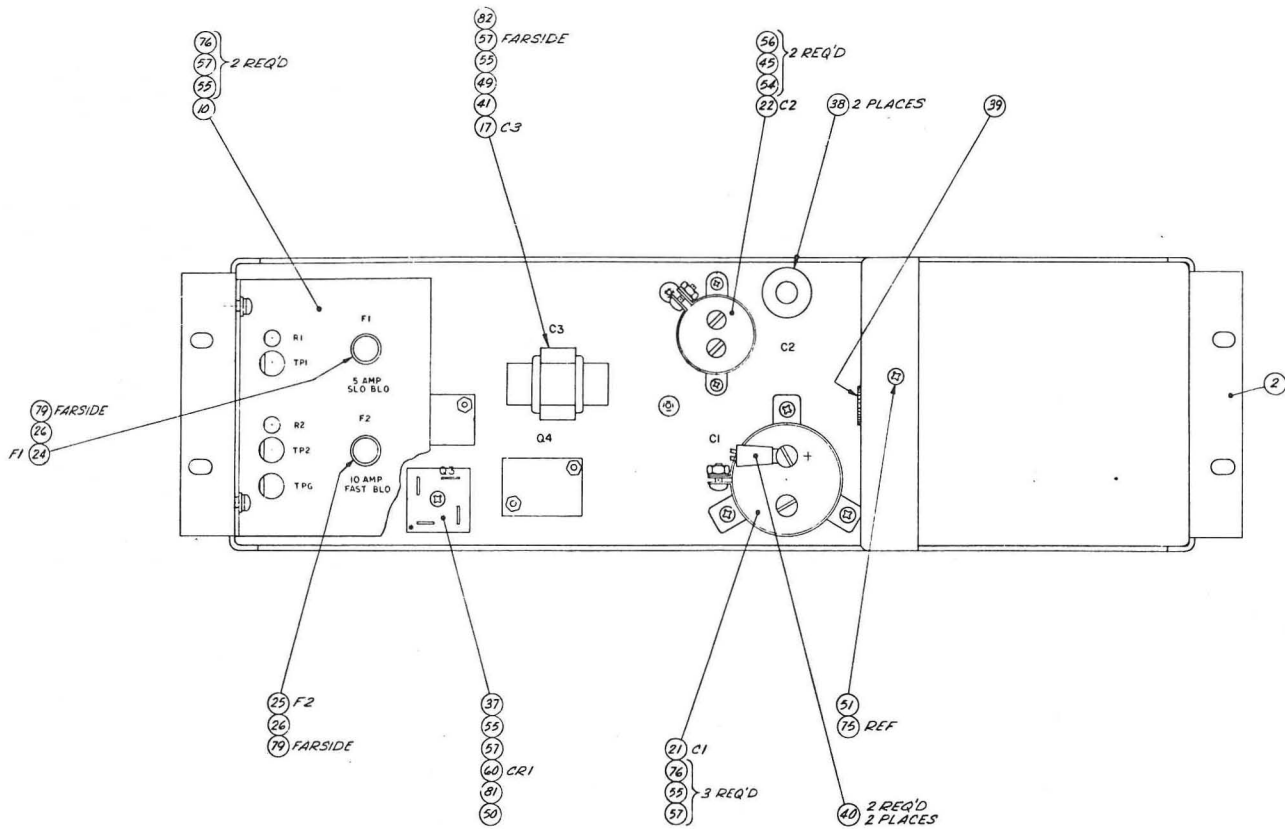 76
57
55
2 REQ'D
10
82
57 FARSIDE
55
49
41
17 C3
56
45
54
2 REQ'D
22 C2
38 2 PLACES
39
2
F1
R1
TP1
5 AMP
SLO BLO
F2
R2
TP2
10 AMP
FAST BLO
TPG
C3
Q4
Q3
C2
C1
+
79 FARSIDE
26
F1 24
25 F2
26
79 FARSIDE
37
55
57
60 CR1
81
50
21 C1
76
55
57
3 REQ'D
51
75 REF
40 2 REQ'D
2 PLACES